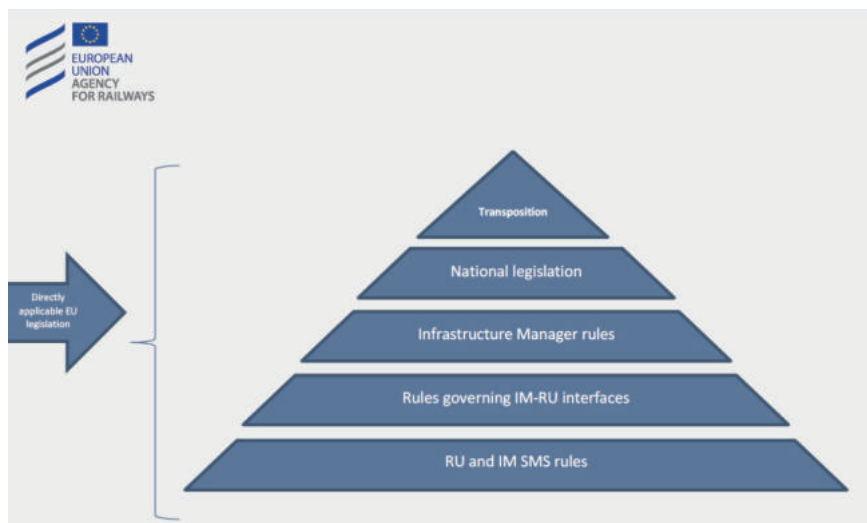 EUROPEAN
UNION
AGENCY
FOR RAILWAYS
Transposition
National legislation
Directly
applicable EU
legislation
Infrastructure Manager rules
Rules governing IM-RU interfaces
RU and IM SMS rules